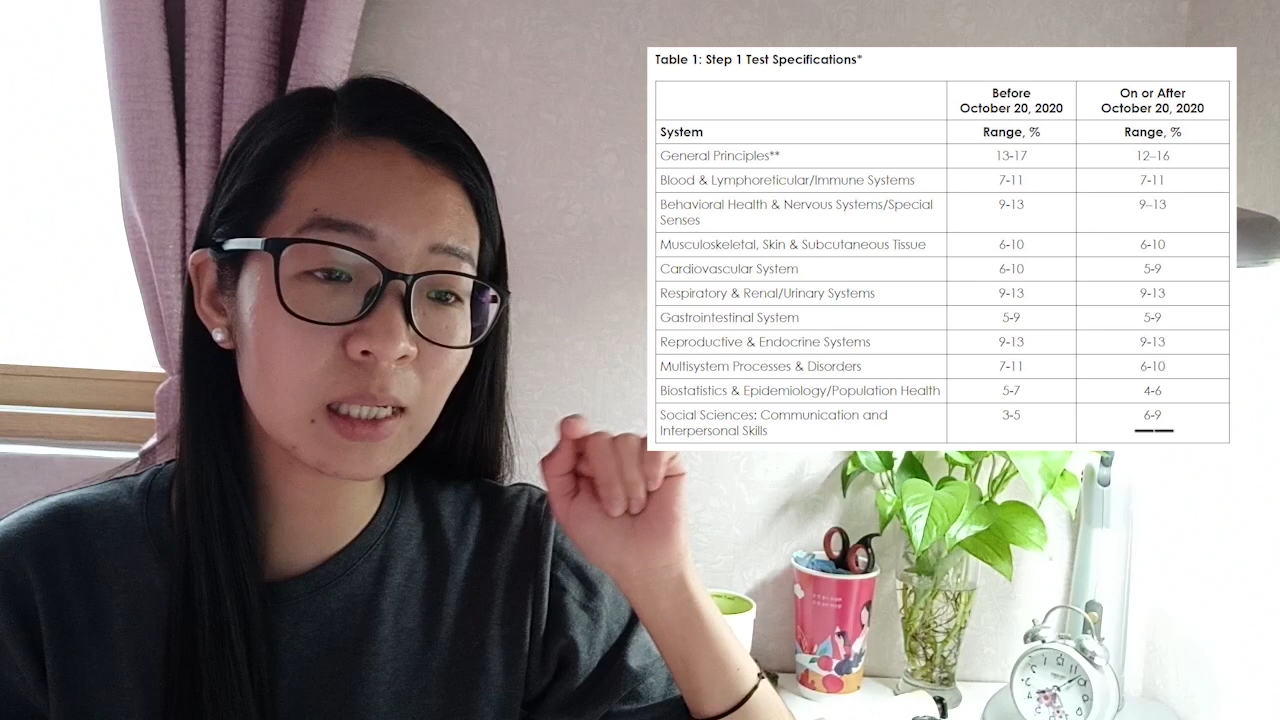 Table 1: Step 1 Test Specifications*
Before October 20, 2020 On or After October 20, 2020
System Range, % Range, %
General Principles** 13-17 12–16
Blood & Lymphoreticular/Immune Systems 7-11 7-11
Behavioral Health & Nervous Systems/Special Senses 9-13 9–13
Musculoskeletal, Skin & Subcutaneous Tissue 6-10 6-10
Cardiovascular System 6-10 5-9
Respiratory & Renal/Urinary Systems 9-13 9-13
Gastrointestinal System 5-9 5-9
Reproductive & Endocrine Systems 9-13 9-13
Multisystem Processes & Disorders 7-11 6-10
Biostatistics & Epidemiology/Population Health 5-7 4-6
Social Sciences: Communication and Interpersonal Skills 3-5 6-9